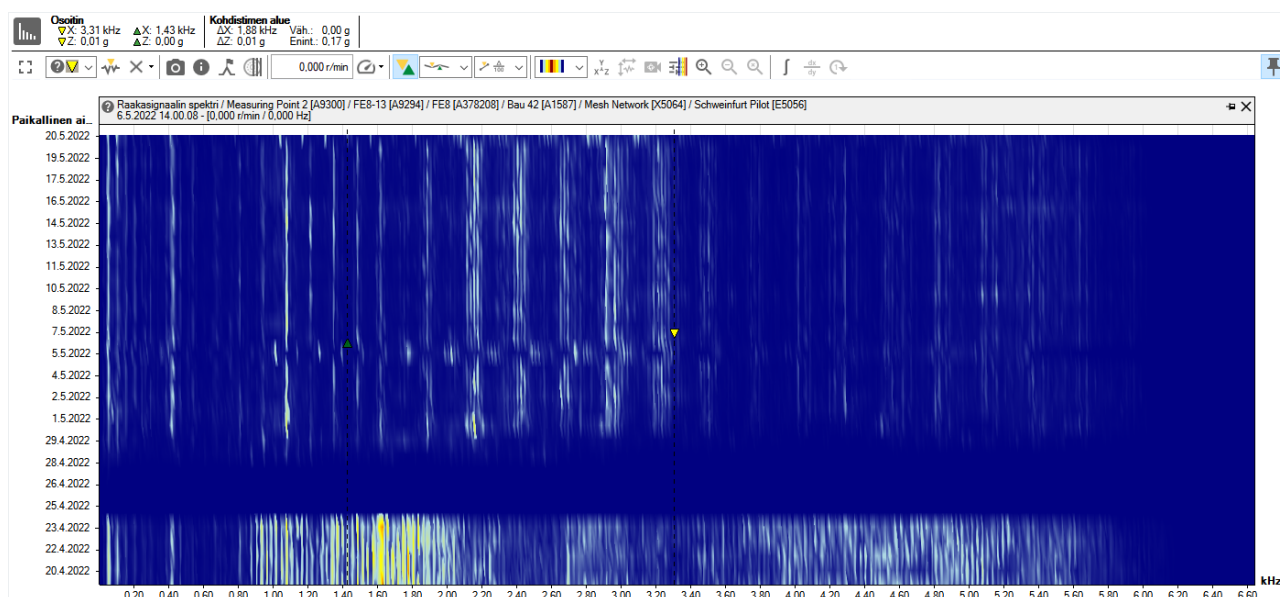 Osoitin
X: 3,31 kHz X: 1,43 kHz
Z: 0,01 g Z: 0,00 g
Kohdistimen alue
ΔX: 1,88 kHz Väh.: 0,00 g
ΔZ: 0,01 g Enint.: 0,17 g
0,000 r/min
Raakasignaalin spektri / Measuring Point 2 [A9300] / FE8-13 [A9294] / FE8 [A378208] / Bau 42 [A1587] / Mesh Network [X5064] / Schweinfurt Pilot [E5056]
6.5.2022 14.00.08 - [0,000 r/min / 0,000 Hz]
Paikallinen ai...
20.5.2022
19.5.2022
17.5.2022
16.5.2022
14.5.2022
13.5.2022
11.5.2022
10.5.2022
8.5.2022
7.5.2022
5.5.2022
4.5.2022
2.5.2022
1.5.2022
29.4.2022
28.4.2022
26.4.2022
25.4.2022
23.4.2022
22.4.2022
20.4.2022
kHz
0,20 0,40 0,60 0,80 1,00 1,20 1,40 1,60 1,80 2,00 2,20 2,40 2,60 2,80 3,00 3,20 3,40 3,60 3,80 4,00 4,20 4,40 4,60 4,80 5,00 5,20 5,40 5,60 5,80 6,00 6,20 6,40 6,60